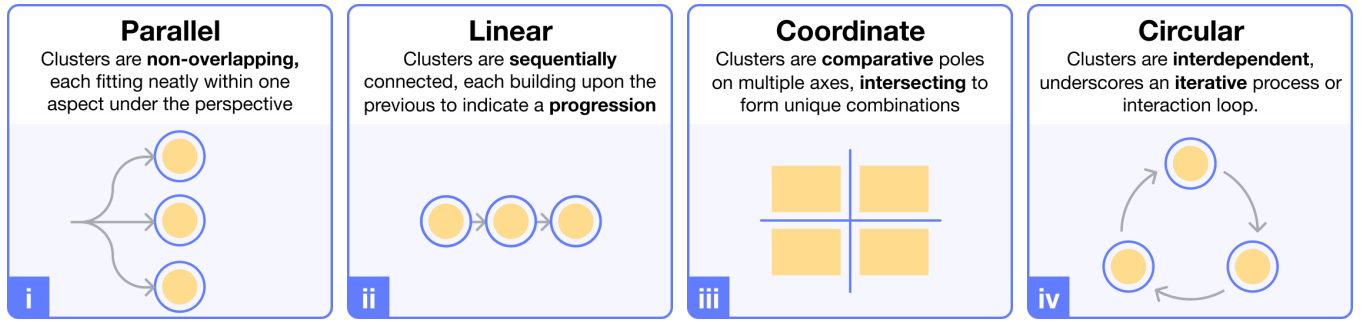 Parallel
Clusters are non-overlapping,
each fitting neatly within one
aspect under the perspective
i
Linear
Clusters are sequentially
connected, each building upon the
previous to indicate a progression
ii
Coordinate
Clusters are comparative poles
on multiple axes, intersecting to
form unique combinations
iii
Circular
Clusters are interdependent,
underscores an iterative process or
interaction loop.
iv